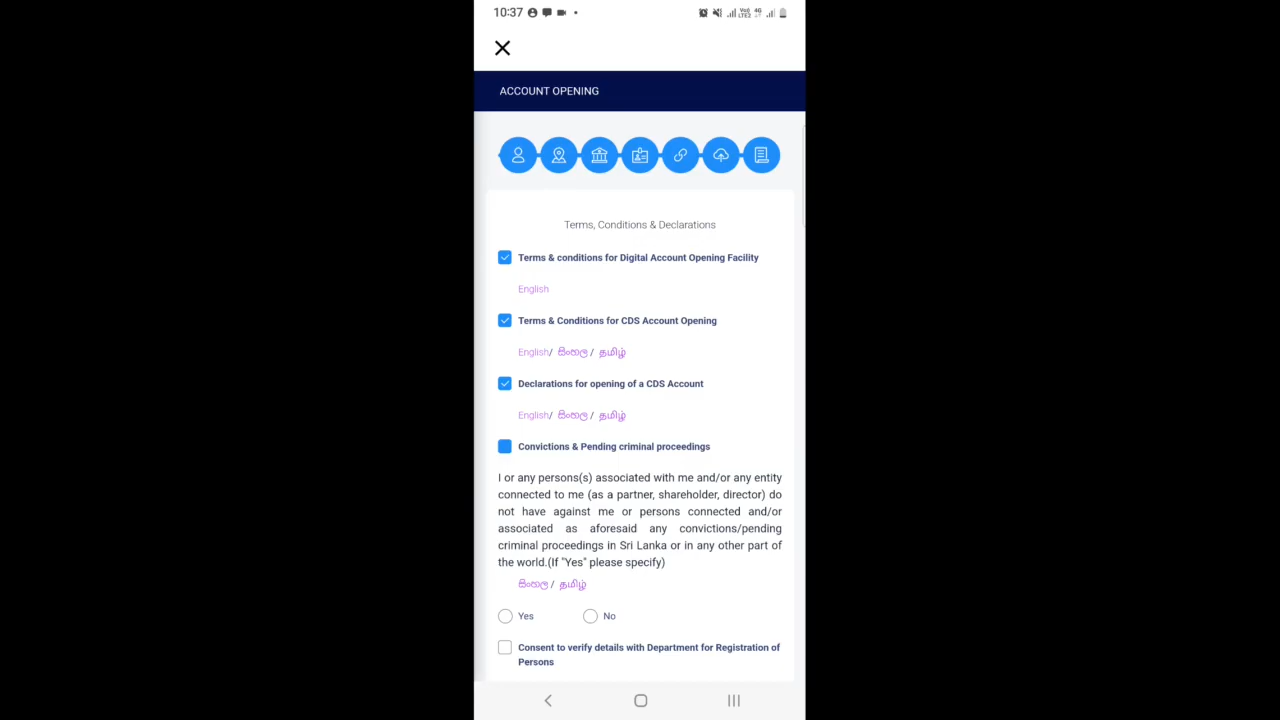 10:37
Vo) 4G
LTE2
ACCOUNT OPENING
Terms, Conditions & Declarations
Terms & conditions for Digital Account Opening Facility
English
Terms & Conditions for CDS Account Opening
English/ සිංහල / தமிழ்
Declarations for opening of a CDS Account
English/ සිංහල / தமிழ்
Convictions & Pending criminal proceedings
I or any persons(s) associated with me and/or any entity
connected to me (as a partner, shareholder, director) do
not have against me or persons connected and/or
associated as aforesaid any convictions/pending
criminal proceedings in Sri Lanka or in any other part of
the world.(If "Yes" please specify)
සිංහල / தமிழ்
Yes No
Consent to verify details with Department for Registration of
Persons